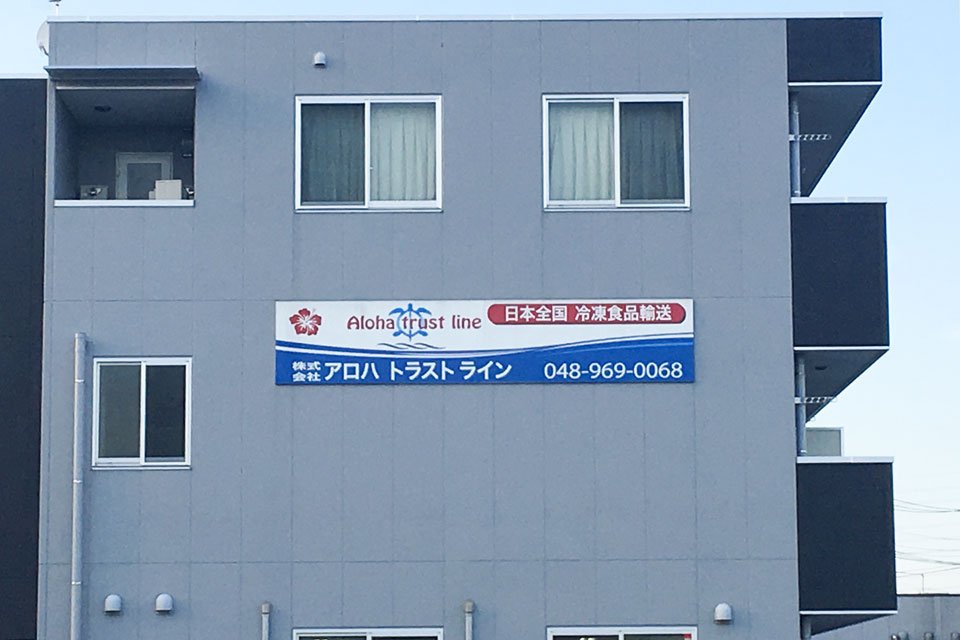 Aloha trust line
日本全国 冷凍食品輸送
株式会社 アロハ トラスト ライン 048-969-0068